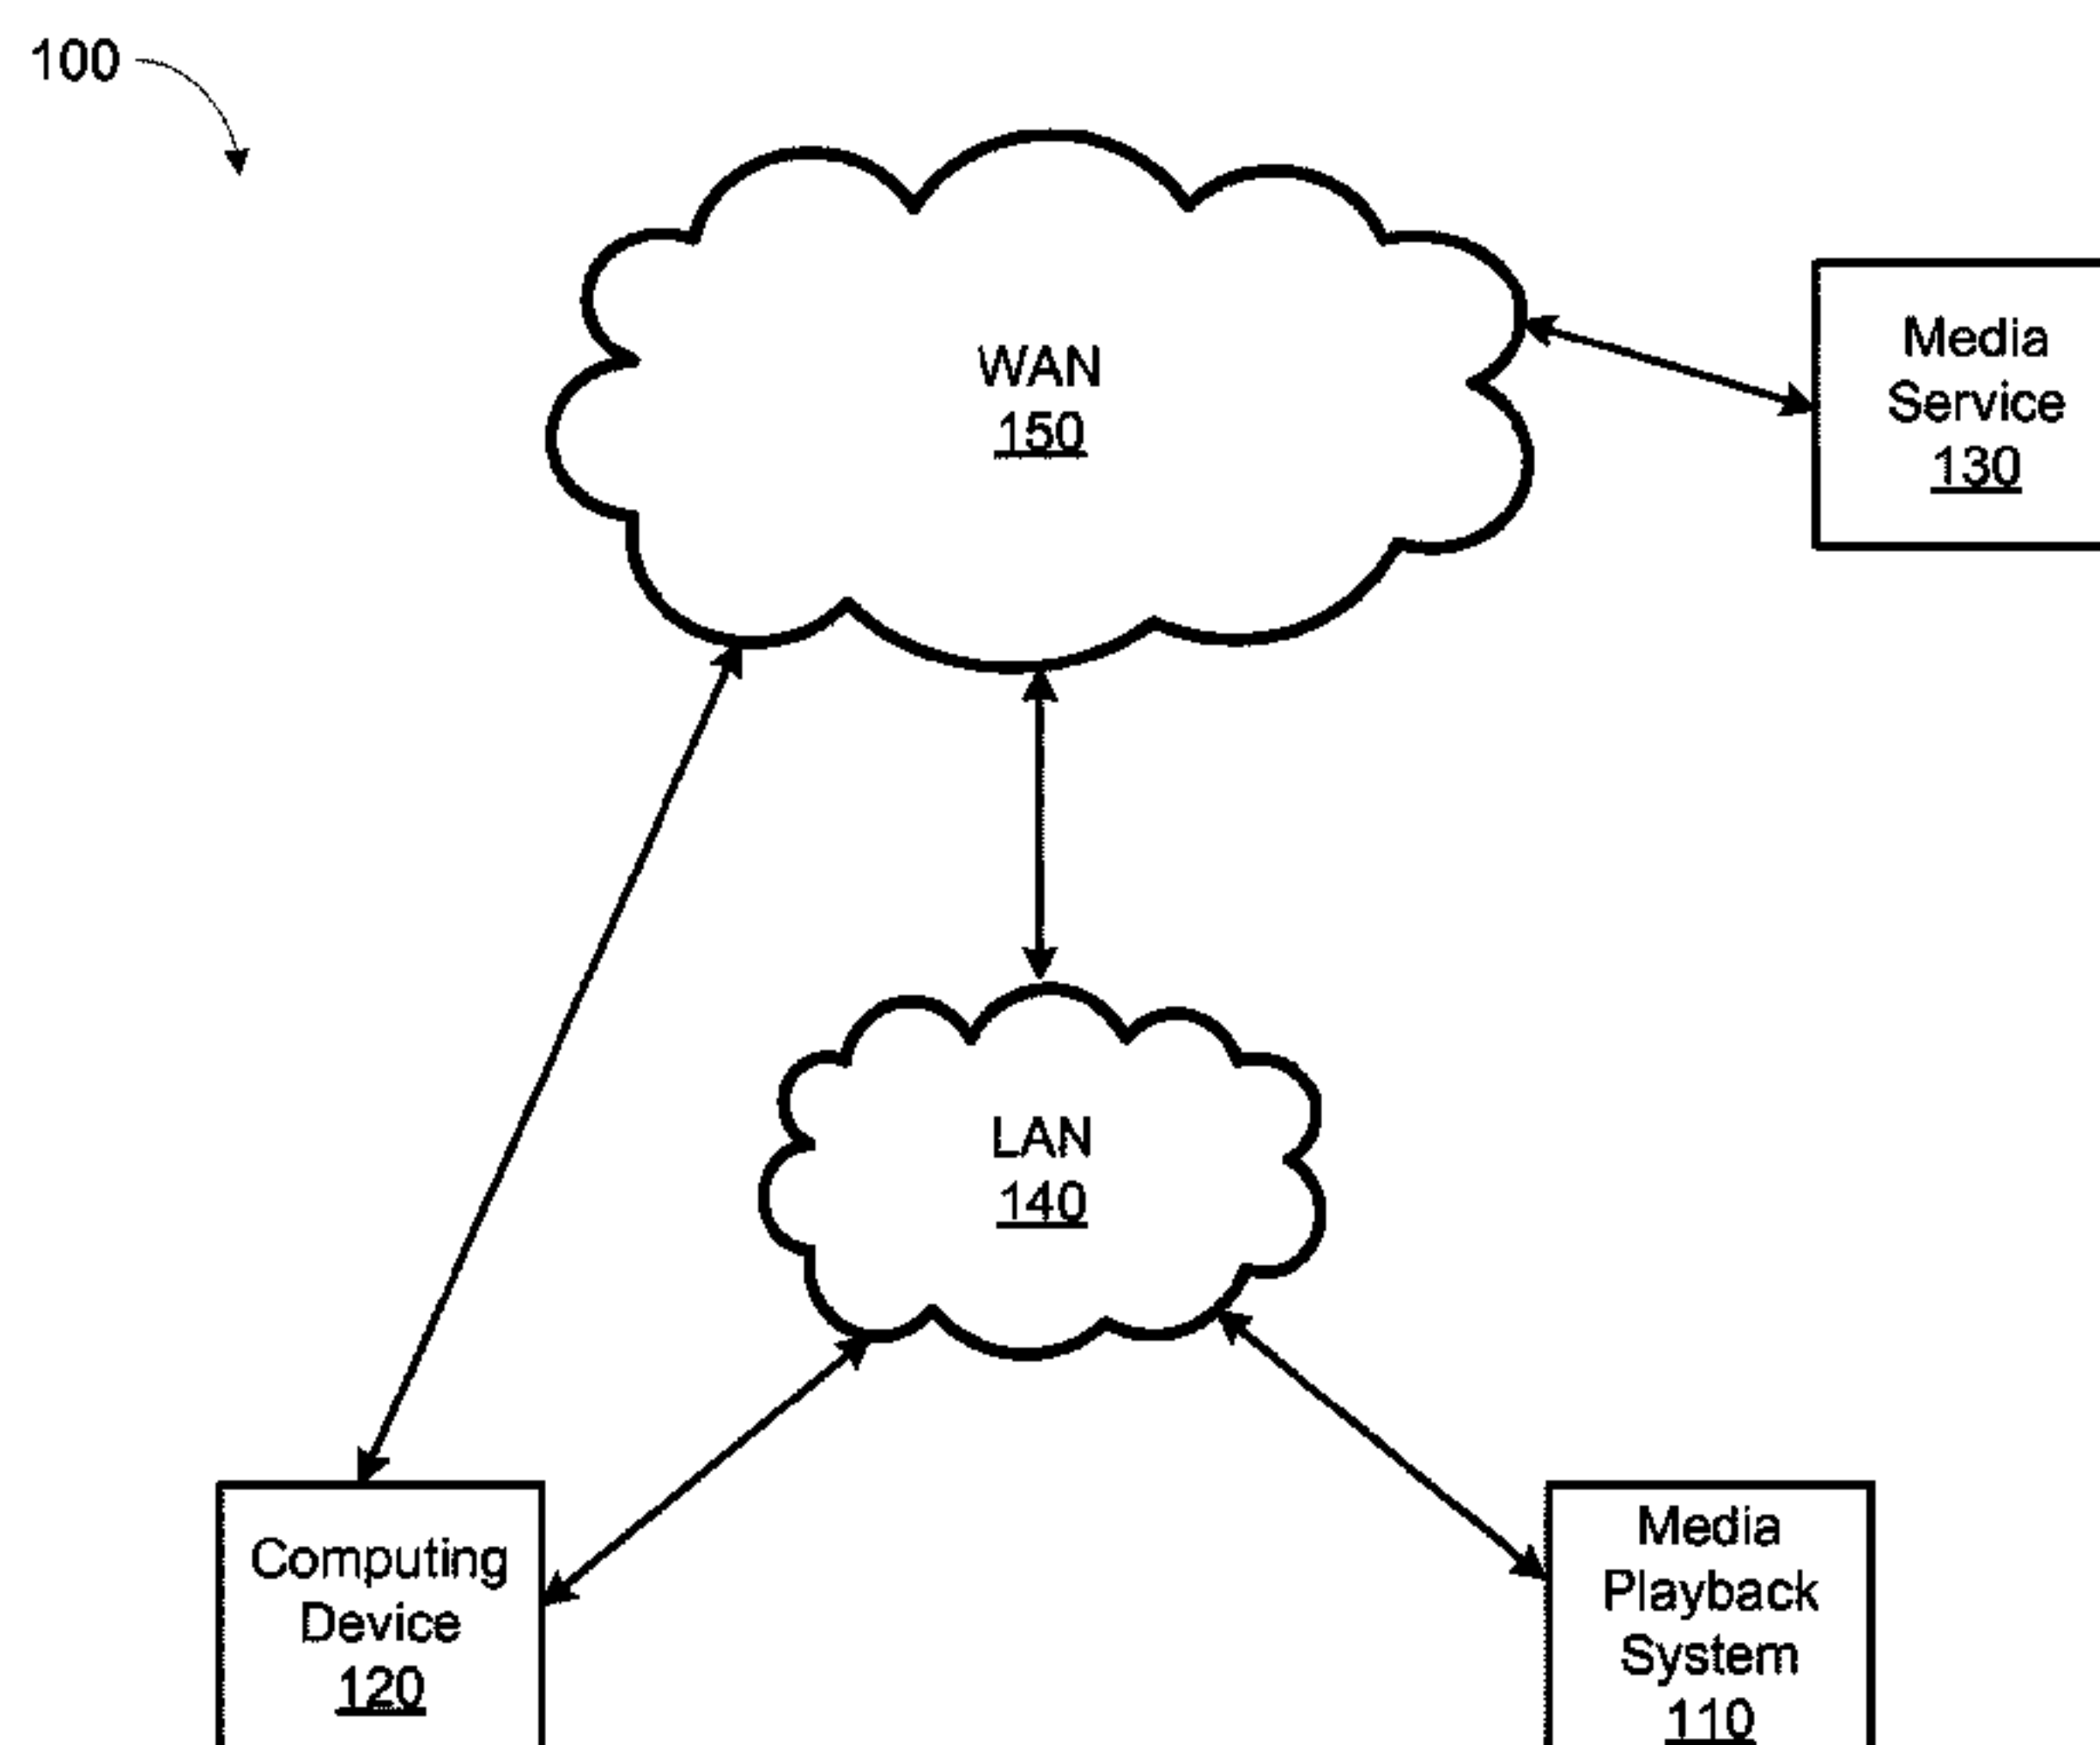 100
WAN
150
Media
Service
130
LAN
140
Computing
Device
120
Media
Playback
System
110